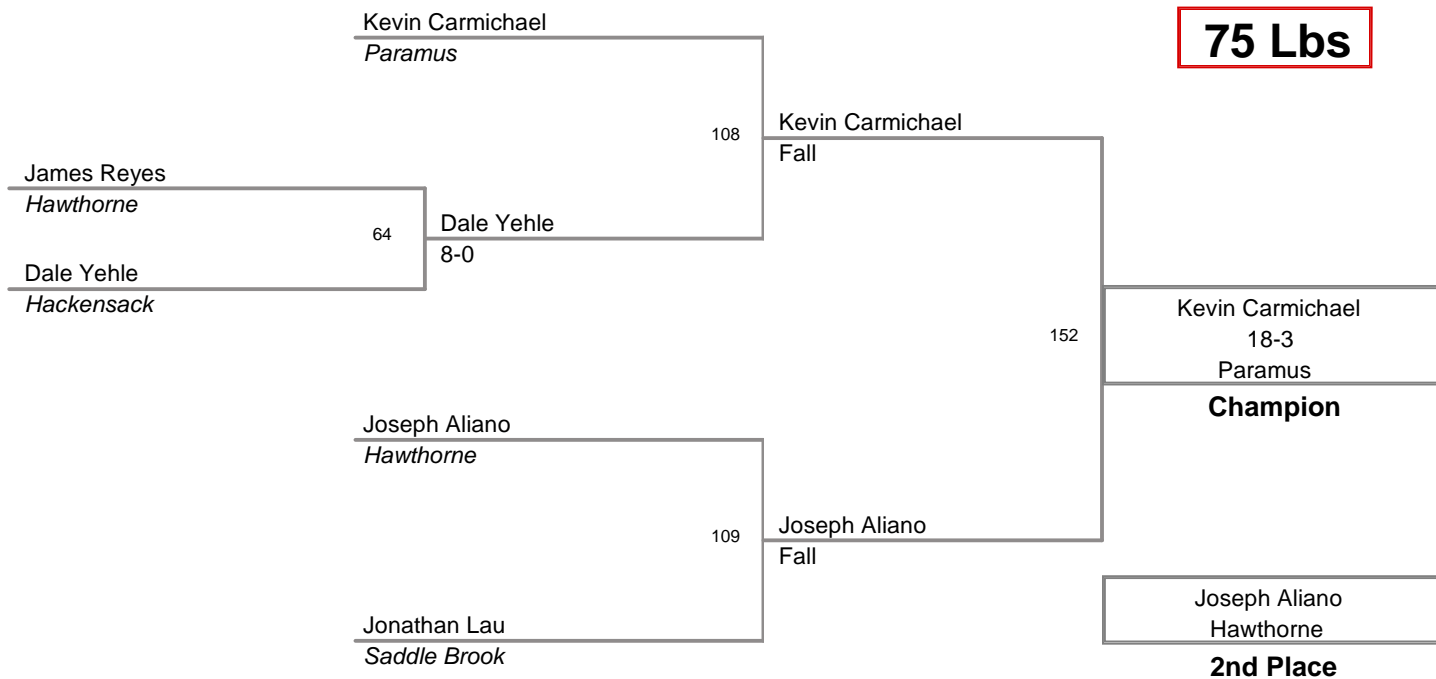 Kevin Carmichael
Paramus
75 Lbs
108
Kevin Carmichael
Fall
James Reyes
Hawthorne
64
Dale Yehle
8-0
Dale Yehle
Hackensack
152
Kevin Carmichael
18-3
Paramus
Champion
Joseph Aliano
Hawthorne
109
Joseph Aliano
Fall
Jonathan Lau
Saddle Brook
Joseph Aliano
Hawthorne
2nd Place